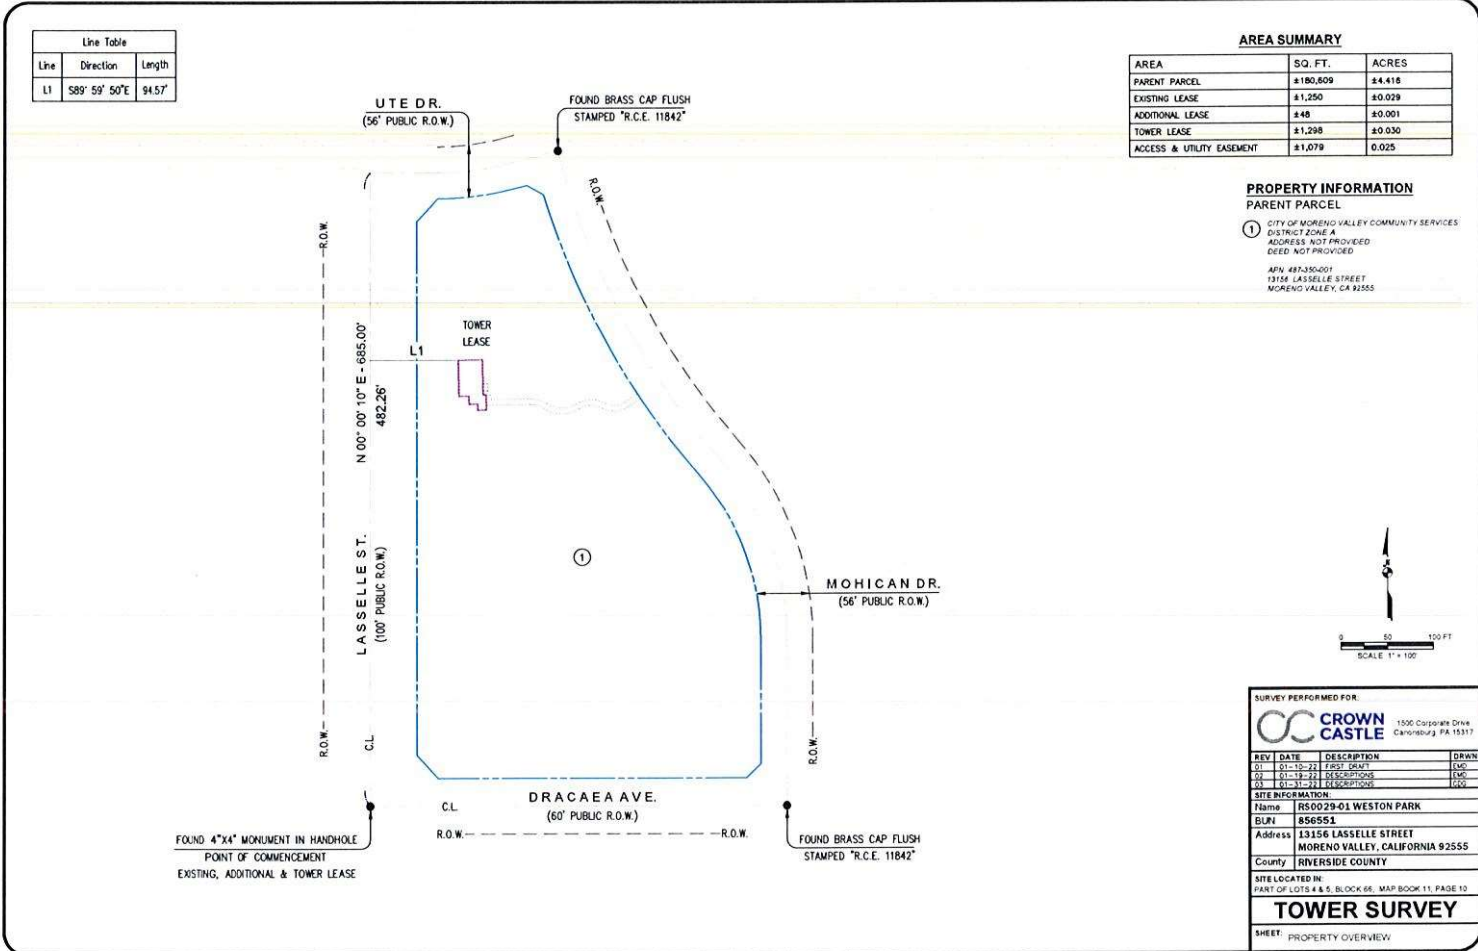 Line Table
Line Direction Length
L1 S89° 59' 50"E 94.57'
AREA SUMMARY
AREA SQ. FT. ACRES
PARENT PARCEL ±180,609 ±4.416
EXISTING LEASE ±1,250 ±0.029
ADDITIONAL LEASE ±48 ±0.001
TOWER LEASE ±1,298 ±0.030
ACCESS & UTILITY EASEMENT ±1,079 0.025
PROPERTY INFORMATION
PARENT PARCEL
1 CITY OF MORENO VALLEY COMMUNITY SERVICES
DISTRICT ZONE A
ADDRESS NOT PROVIDED
DEED NOT PROVIDED
APN 487-350-001
13156 LASSELLE STREET
MORENO VALLEY, CA 92555
UTE DR.
(56' PUBLIC R.O.W.)
FOUND BRASS CAP FLUSH
STAMPED "R.C.E. 11842"
R.O.W.
R.O.W.
TOWER
LEASE
L1
N 00° 00' 10" E - 685.00'
482.26'
LASSELLE ST.
(100' PUBLIC R.O.W.)
1
MOHICAN DR.
(56' PUBLIC R.O.W.)
R.O.W.
C.L.
R.O.W.
C.L.
DRACAEA AVE.
(60' PUBLIC R.O.W.)
R.O.W. R.O.W.
FOUND 4"X4" MONUMENT IN HANDHOLE
POINT OF COMMENCEMENT
EXISTING, ADDITIONAL & TOWER LEASE
FOUND BRASS CAP FLUSH
STAMPED "R.C.E. 11842"
0 50 100 FT
SCALE 1" = 100'
SURVEY PERFORMED FOR:
CROWN
CASTLE
1500 Corporate Drive
Canonsburg, PA 15317
REV DATE DESCRIPTION DRWN
01 01-10-22 FIRST DRAFT EMD
02 01-19-22 DESCRIPTIONS EMD
03 01-31-22 DESCRIPTIONS CDG
SITE INFORMATION:
Name RS0029-01 WESTON PARK
BUN 856551
Address 13156 LASSELLE STREET
MORENO VALLEY, CALIFORNIA 92555
County RIVERSIDE COUNTY
SITE LOCATED IN:
PART OF LOTS 4 & 5, BLOCK 66, MAP BOOK 11, PAGE 10
TOWER SURVEY
SHEET: PROPERTY OVERVIEW